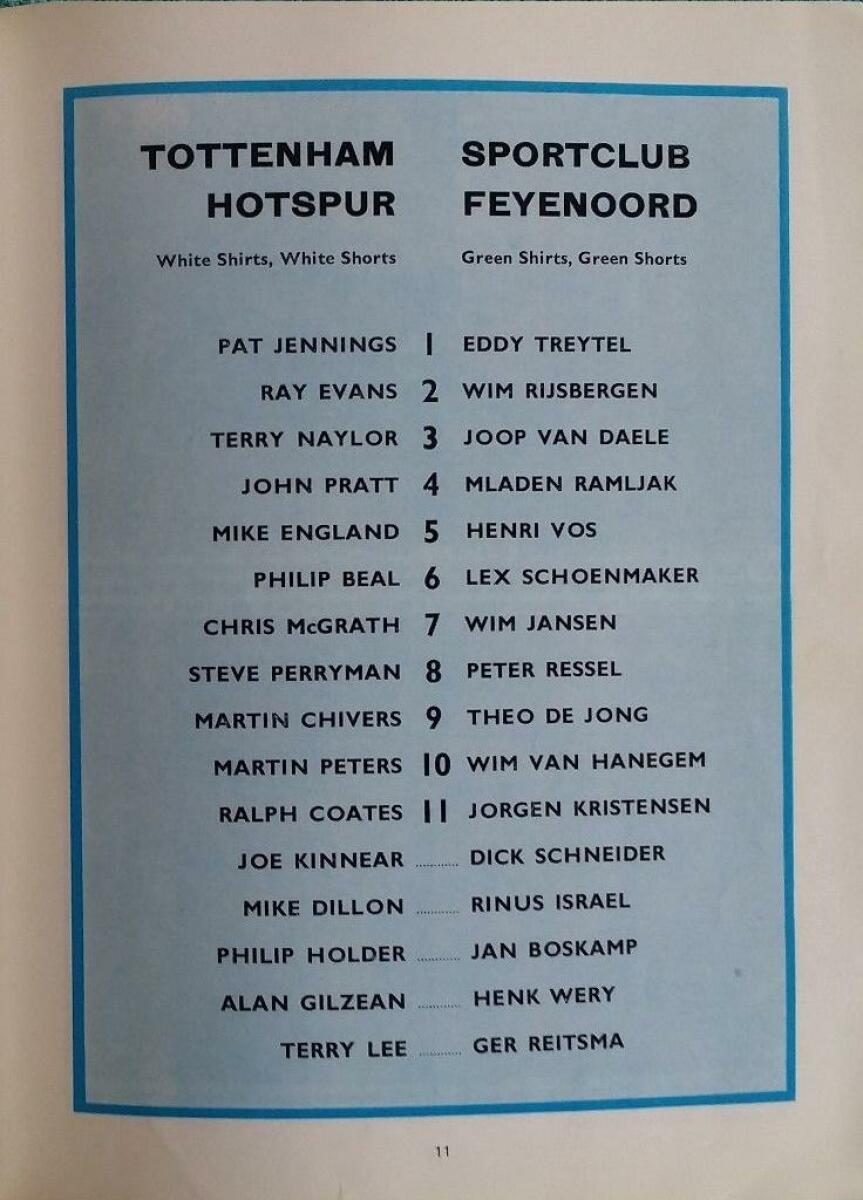 TOTTENHAM SPORTCLUB
HOTSPUR FEYENOORD
White Shirts, White Shorts Green Shirts, Green Shorts
PAT JENNINGS 1 EDDY TREYTEL
RAY EVANS 2 WIM RIJSBERGEN
TERRY NAYLOR 3 JOOP VAN DAELE
JOHN PRATT 4 MLADEN RAMLJAK
MIKE ENGLAND 5 HENRI VOS
PHILIP BEAL 6 LEX SCHOENMAKER
CHRIS McGRATH 7 WIM JANSEN
STEVE PERRYMAN 8 PETER RESSEL
MARTIN CHIVERS 9 THEO DE JONG
MARTIN PETERS 10 WIM VAN HANEGEM
RALPH COATES 11 JORGEN KRISTENSEN
JOE KINNEAR ............ DICK SCHNEIDER
MIKE DILLON ............ RINUS ISRAEL
PHILIP HOLDER ............ JAN BOSKAMP
ALAN GILZEAN ............ HENK WERY
TERRY LEE ............ GER REITSMA
11